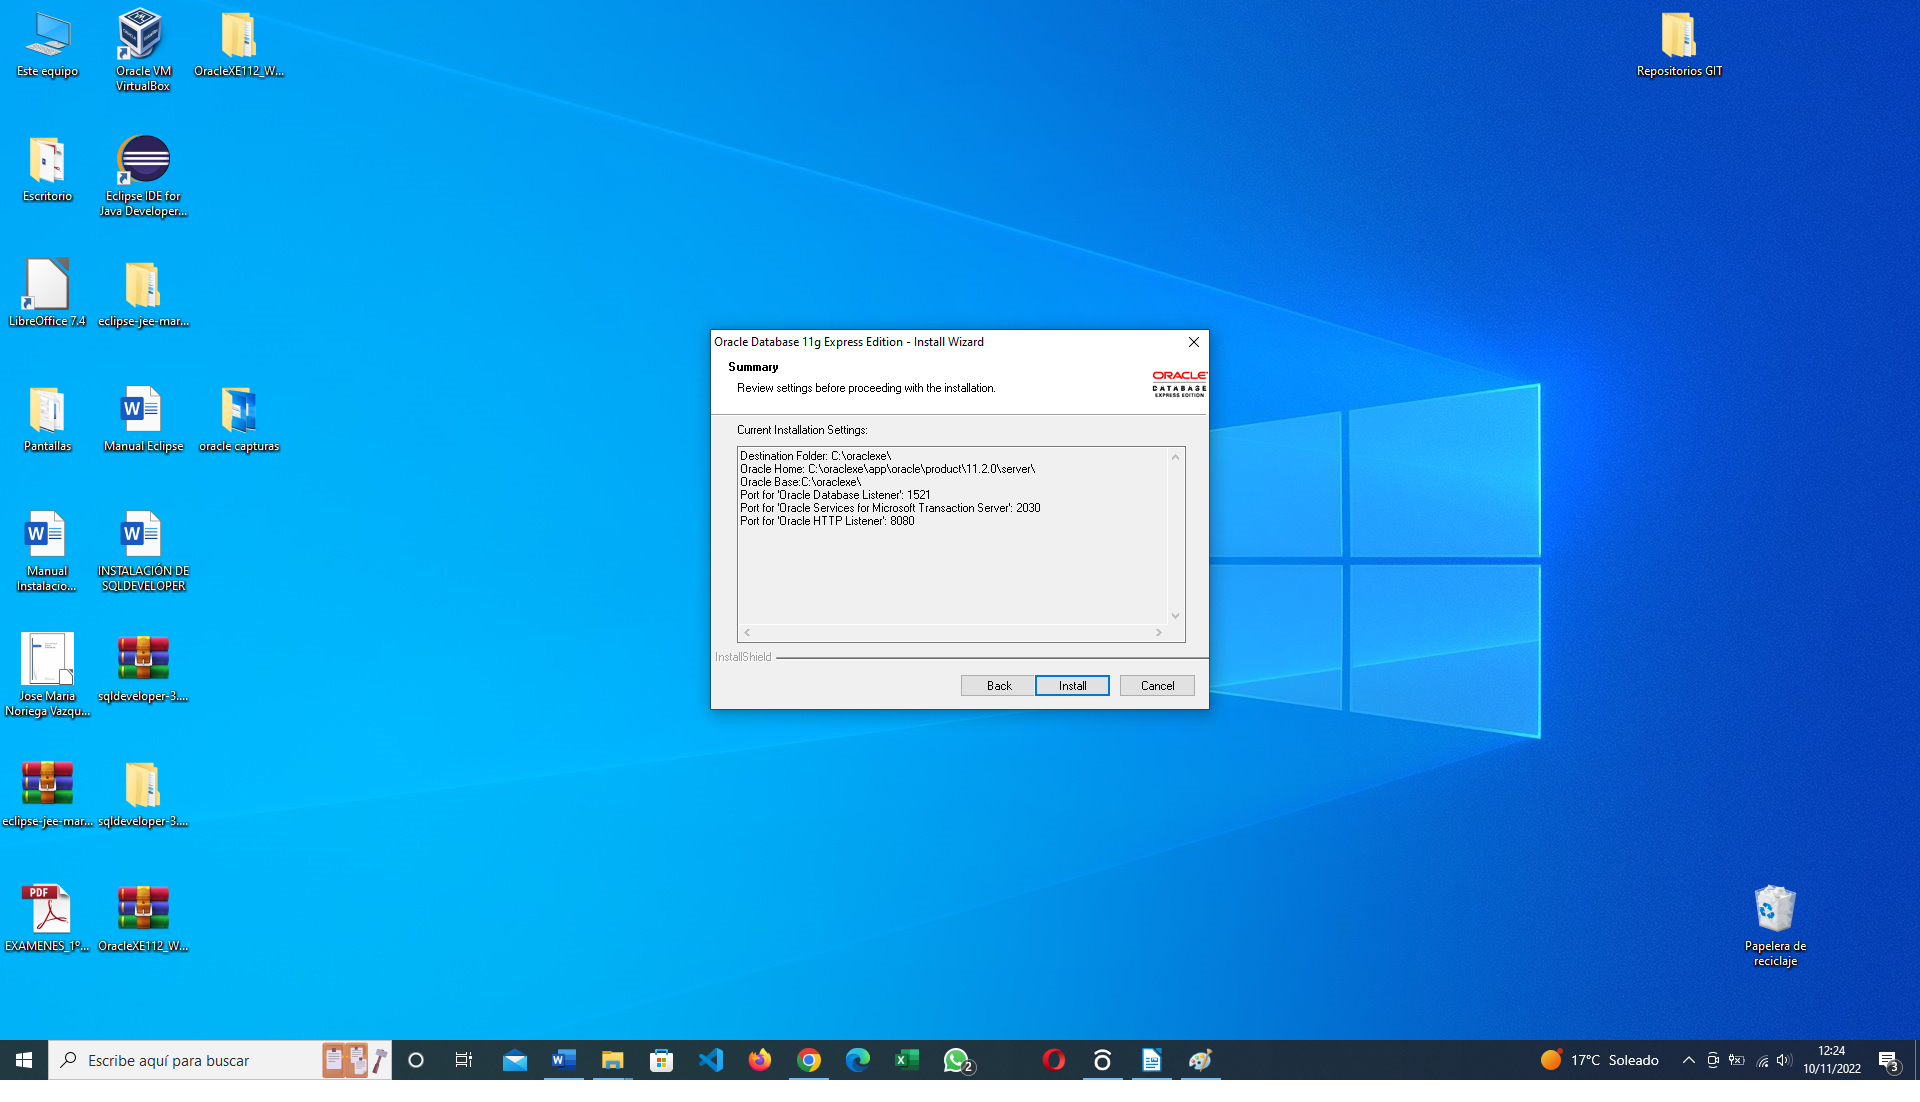 Este equipo
Oracle VM
VirtualBox
OracleXE112_W...
Repositorios GIT
Escritorio
Eclipse IDE for
Java Developer...
LibreOffice 7.4
eclipse-jee-mar...
Pantallas
Manual Eclipse
oracle capturas
Manual
Instalacio...
INSTALACIÓN DE
SQLDEVELOPER
Jose Maria
Noriega Vazqu...
sqldeveloper-3....
eclipse-jee-mar...
sqldeveloper-3....
PDF
EXAMENES_1º...
OracleXE112_W...
Papelera de
reciclaje
Oracle Database 11g Express Edition - Install Wizard
Summary
Review settings before proceeding with the installation.
ORACLE
DATABASE
EXPRESS EDITION
Current Installation Settings:
Destination Folder: C:\oraclexe\
Oracle Home: C:\oraclexe\app\oracle\product\11.2.0\server\
Oracle Base:C:\oraclexe\
Port for 'Oracle Database Listener': 1521
Port for 'Oracle Services for Microsoft Transaction Server': 2030
Port for 'Oracle HTTP Listener': 8080
InstallShield
Back
Install
Cancel
Escribe aquí para buscar
2
17°C Soleado
12:24
10/11/2022
3